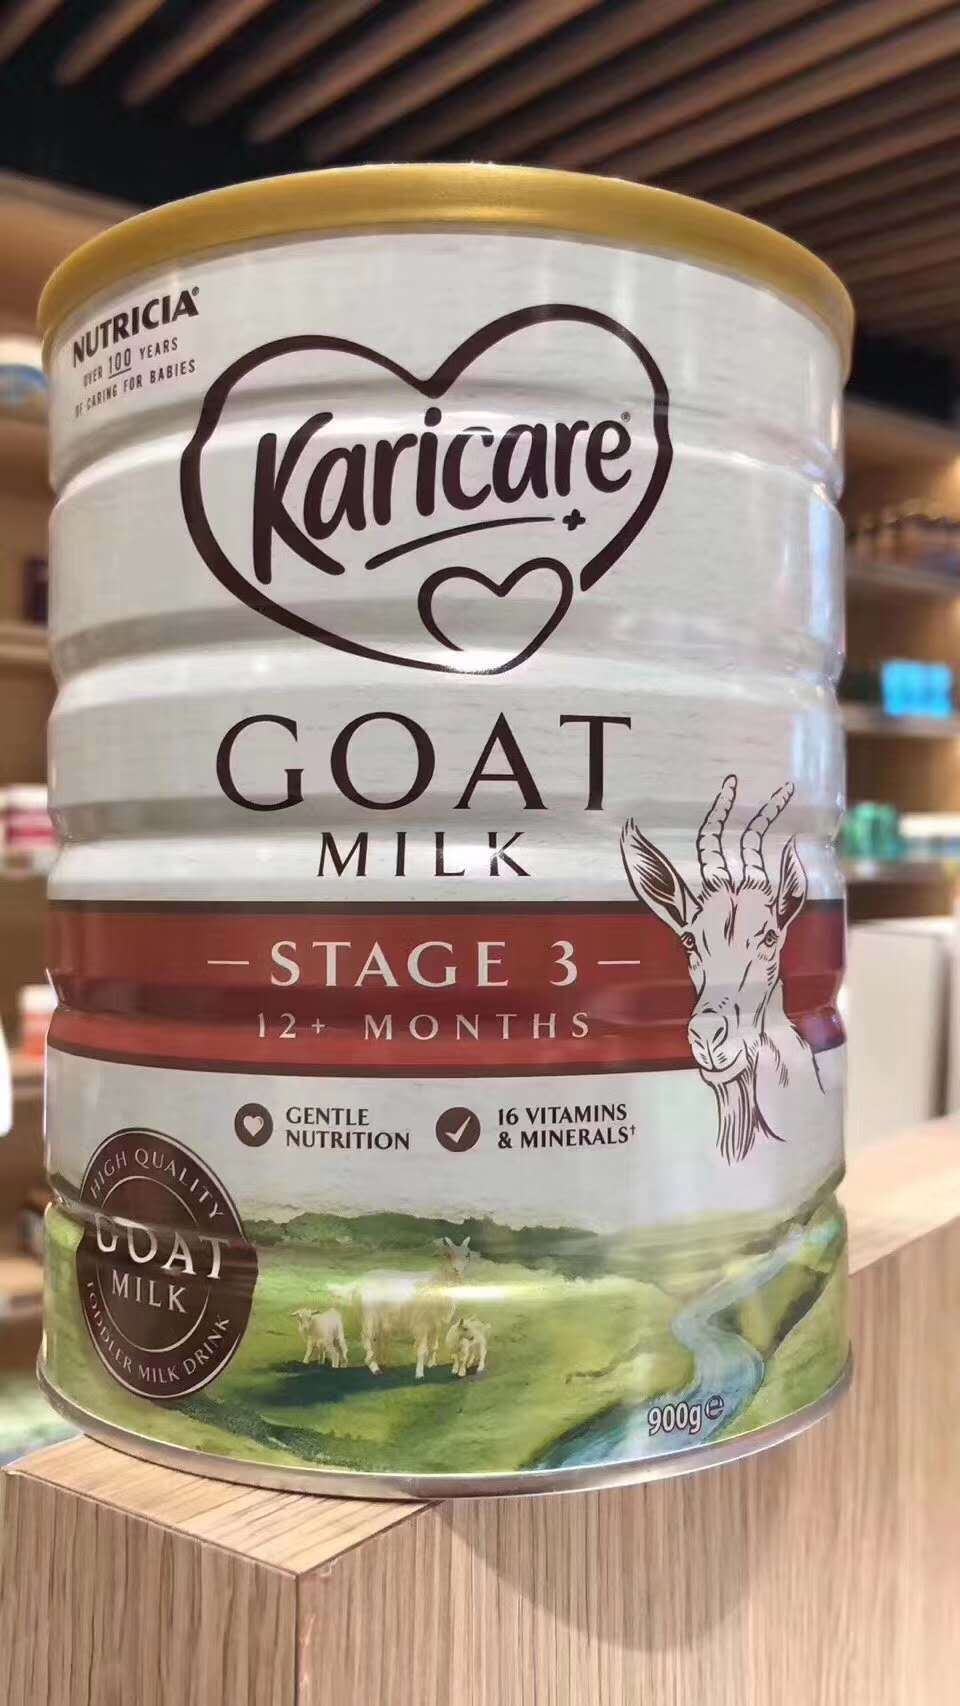 NUTRICIA®
OVER 100 YEARS
OF CARING FOR BABIES
Karicare®
GOAT
MILK
STAGE 3
12+ MONTHS
GENTLE
NUTRITION
16 VITAMINS
& MINERALS†
HIGH QUALITY
GOAT
MILK
TODDLER MILK DRINK
900g ℮